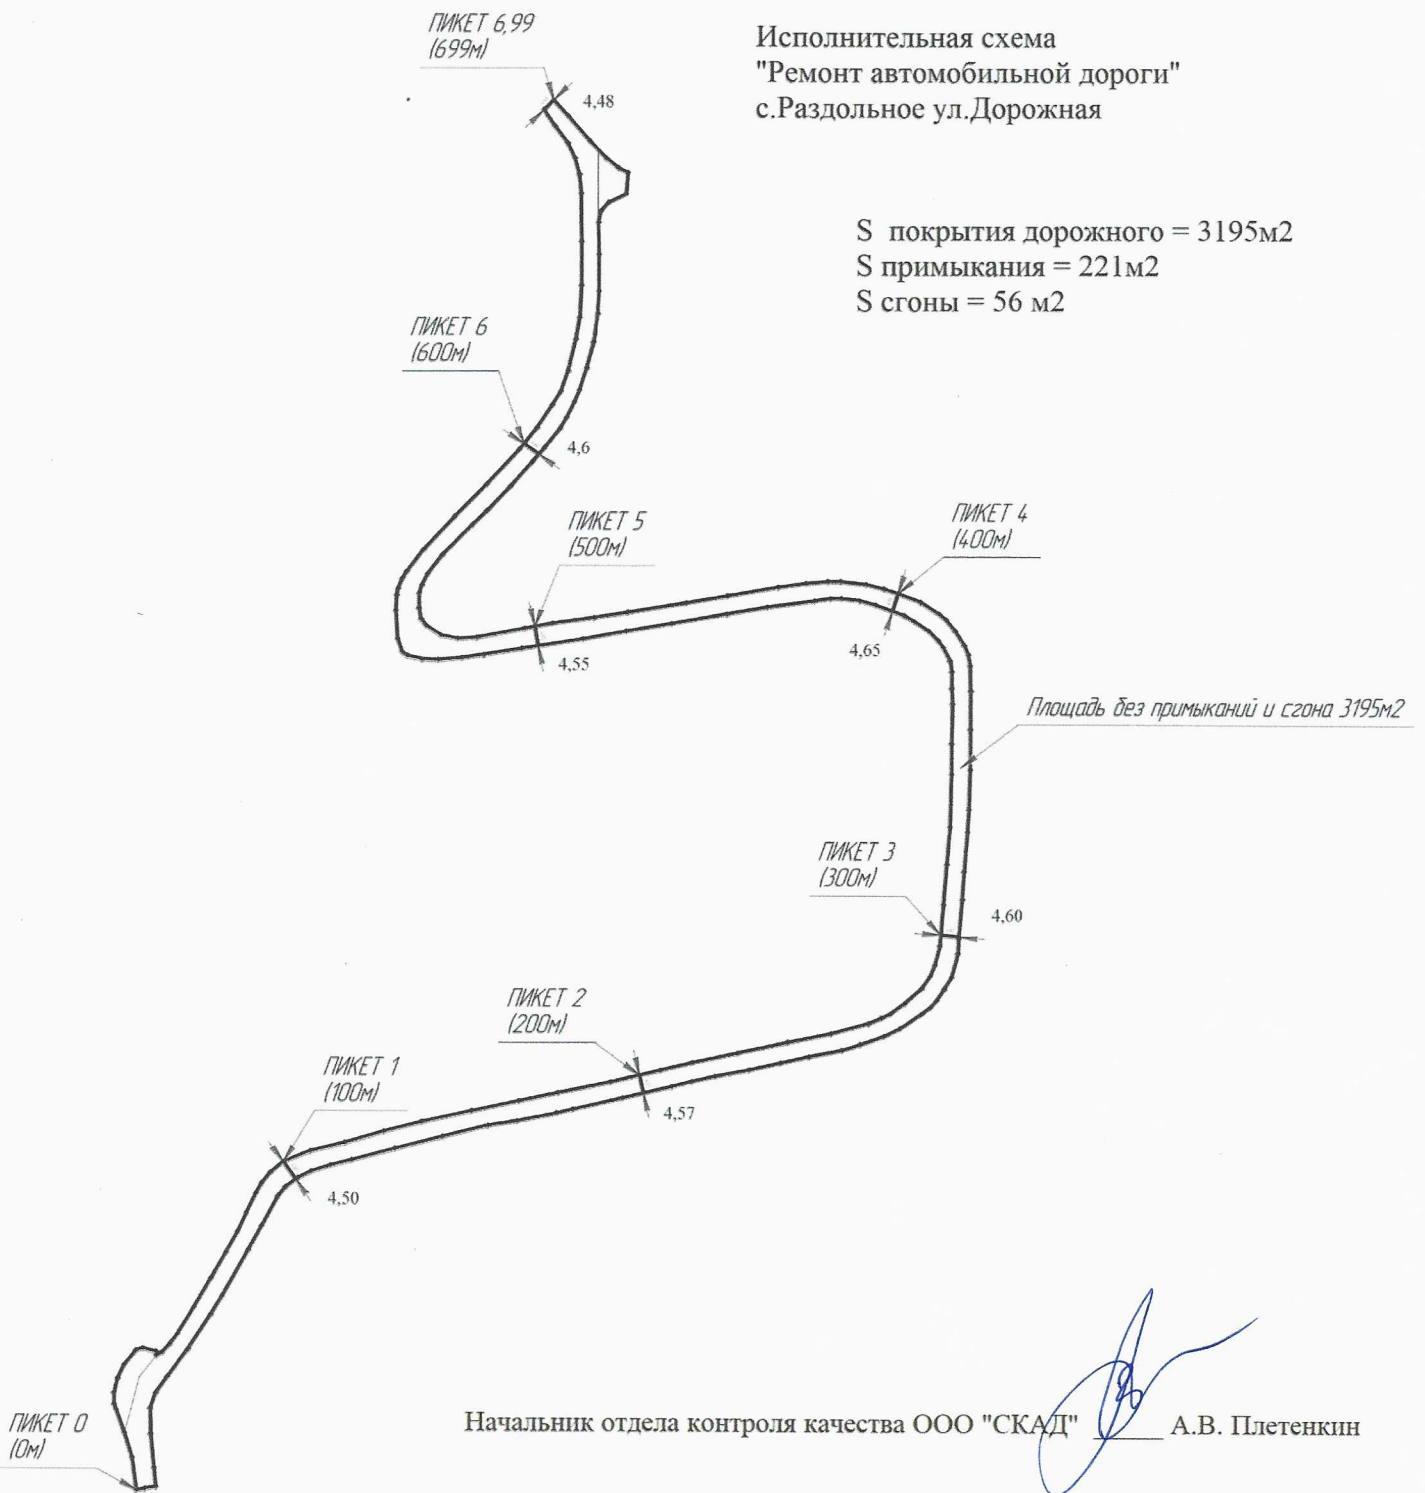 ПИКЕТ 6,99
(699м)
4,48
Исполнительная схема
"Ремонт автомобильной дороги"
с.Раздольное ул.Дорожная
S покрытия дорожного = 3195м2
S примыкания = 221м2
S сгоны = 56 м2
ПИКЕТ 6
(600м)
4,6
ПИКЕТ 5
(500м)
4,55
ПИКЕТ 4
(400м)
4,65
Площадь без примыканий и сгона 3195м2
ПИКЕТ 3
(300м)
4,60
ПИКЕТ 2
(200м)
4,57
ПИКЕТ 1
(100м)
4,50
ПИКЕТ 0
(0м)
Начальник отдела контроля качества ООО "СКАД" ______ А.В. Плетенкин